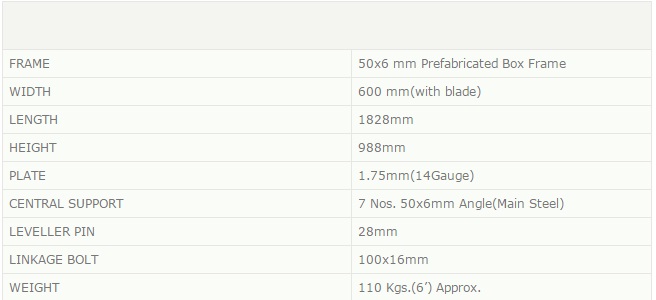 FRAME 50x6 mm Prefabricated Box Frame
WIDTH 600 mm(with blade)
LENGTH 1828mm
HEIGHT 988mm
PLATE 1.75mm(14Gauge)
CENTRAL SUPPORT 7 Nos. 50x6mm Angle(Main Steel)
LEVELLER PIN 28mm
LINKAGE BOLT 100x16mm
WEIGHT 110 Kgs.(6’) Approx.